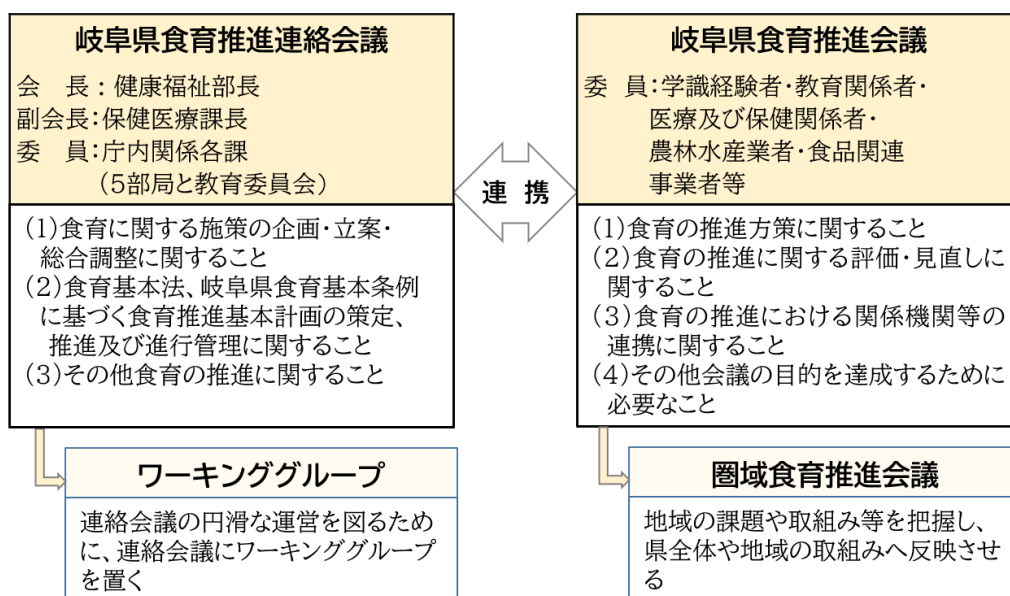 岐阜県食育推進連絡会議
会　長：健康福祉部長
副会長：保健医療課長
委　員：庁内関係各課
（５部局と教育委員会）
（1）食育に関する施策の企画・立案・
総合調整に関すること
（2）食育基本法、岐阜県食育基本条例
に基づく食育推進基本計画の策定、
推進及び進行管理に関すること
（3）その他食育の推進に関すること
ワーキンググループ
連絡会議の円滑な運営を図るため
に、連絡会議にワーキンググループ
を置く
連 携
岐阜県食育推進会議
委　員：学識経験者・教育関係者・
医療及び保健関係者・
農林水産業者・食品関連
事業者等
（1）食育の推進方策に関すること
（2）食育の推進に関する評価・見直しに
関すること
（3）食育の推進における関係機関等の
連携に関すること
（4）その他会議の目的を達成するために
必要なこと
圏域食育推進会議
地域の課題や取組み等を把握し、
県全体や地域の取組みへ反映させ
る